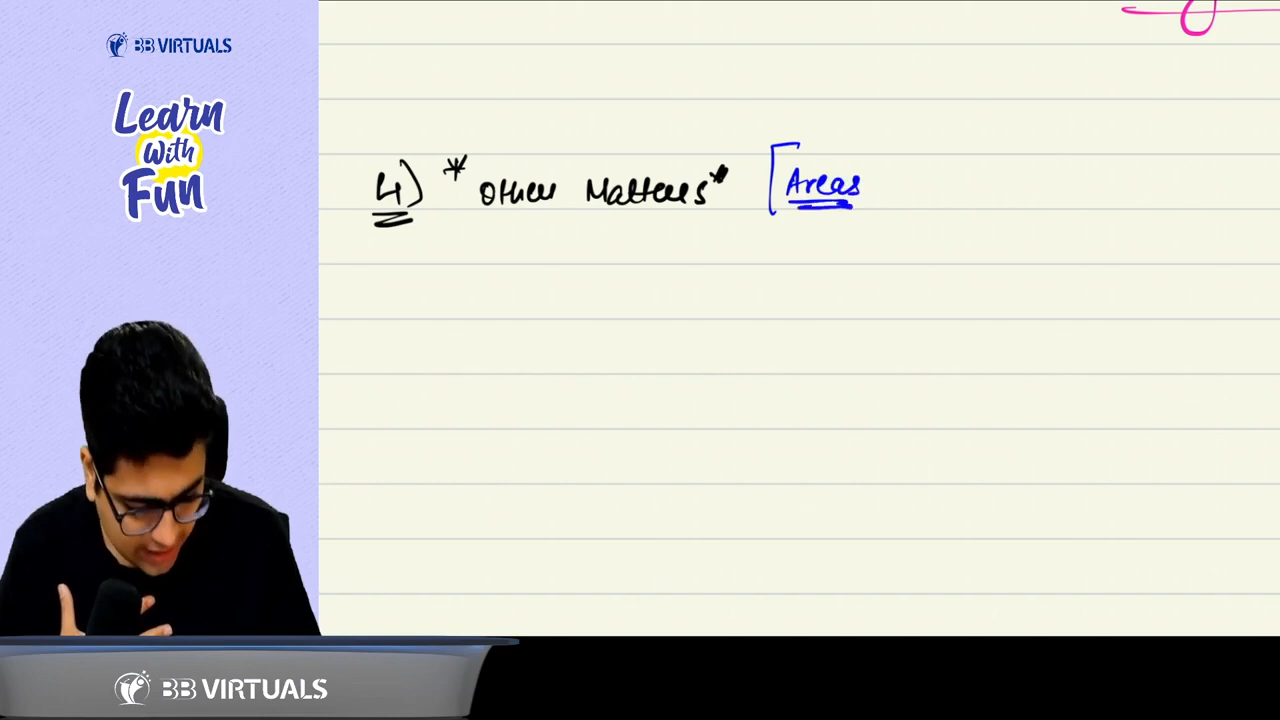 BB VIRTUALS
Learn
With
Fun
4) *Other Matters* [Areas
BB VIRTUALS